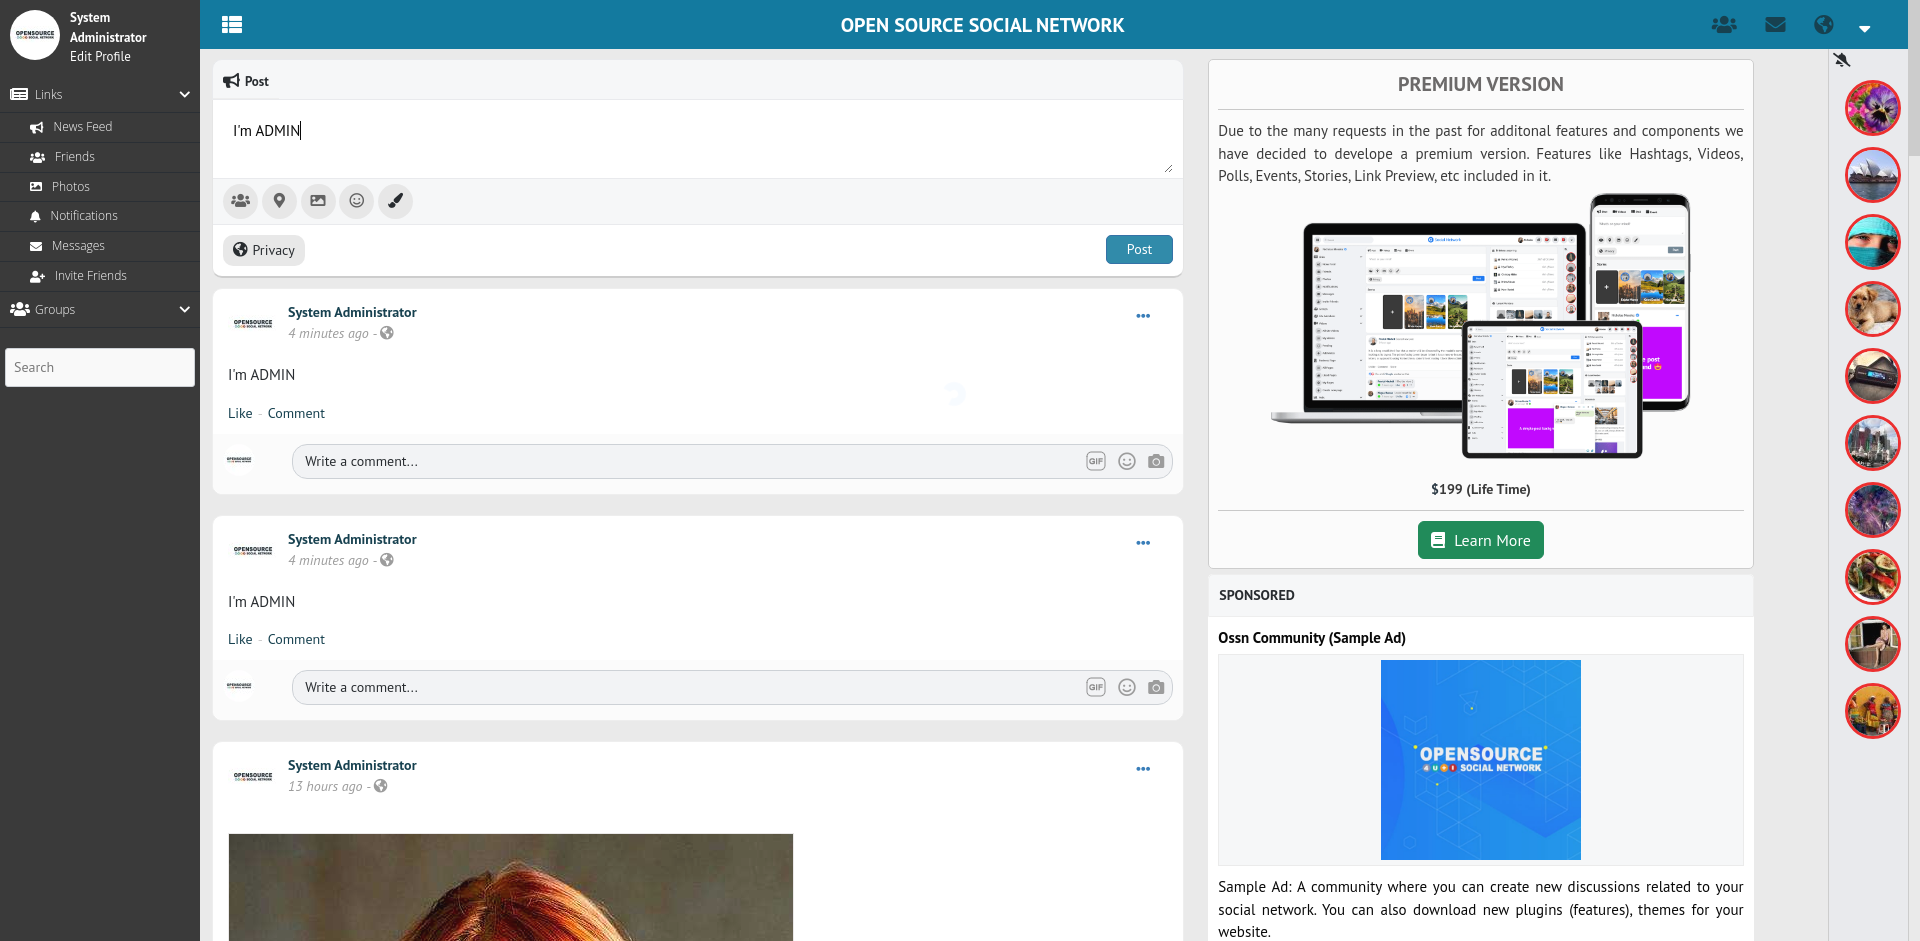 System
Administrator
Edit Profile
Links
News Feed
Friends
Photos
Notifications
Messages
Invite Friends
Groups
Search
OPEN SOURCE SOCIAL NETWORK
Post
I'm ADMIN
Privacy
Post
System Administrator
4 minutes ago -
I'm ADMIN
Like - Comment
Write a comment...
GIF
System Administrator
4 minutes ago -
I'm ADMIN
Like - Comment
Write a comment...
GIF
System Administrator
13 hours ago -
PREMIUM VERSION
Due to the many requests in the past for additonal features and components we
have decided to develope a premium version. Features like Hashtags, Videos,
Polls, Events, Stories, Link Preview, etc included in it.
$199 (Life Time)
Learn More
SPONSORED
Ossn Community (Sample Ad)
OPENSOURCE
SOCIAL NETWORK
Sample Ad: A community where you can create new discussions related to your
social network. You can also download new plugins (features), themes for your
website.